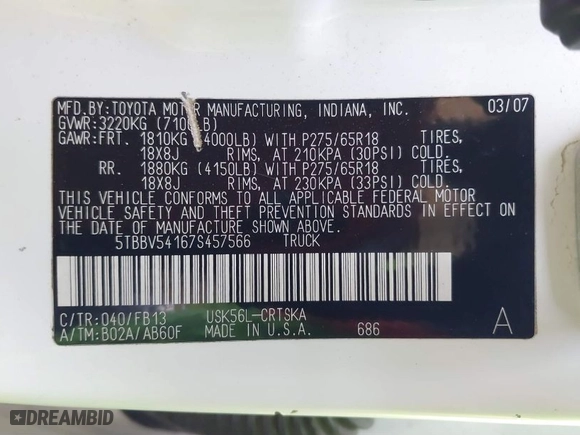 MFD.BY:TOYOTA MOTOR MANUFACTURING, INDIANA, INC. 03/07
GVWR:3220KG (7100LB)
GAWR:FRT. 1810KG (4000LB) WITH P275/65R18 TIRES,
18X8J RIMS, AT 210KPA (30PSI) COLD.
RR. 1880KG (4150LB) WITH P275/65R18 TIRES,
18X8J RIMS, AT 230KPA (33PSI) COLD.
THIS VEHICLE CONFORMS TO ALL APPLICABLE FEDERAL MOTOR
VEHICLE SAFETY AND THEFT PREVENTION STANDARDS IN EFFECT ON
THE DATE OF MANUFACTURE SHOWN ABOVE.
5TBBV54167S457566 TRUCK
C/TR:040/FB13 USK56L-CRTSKA
A/TM:B02A/AB60F MADE IN U.S.A. 686 A
DREAMBID